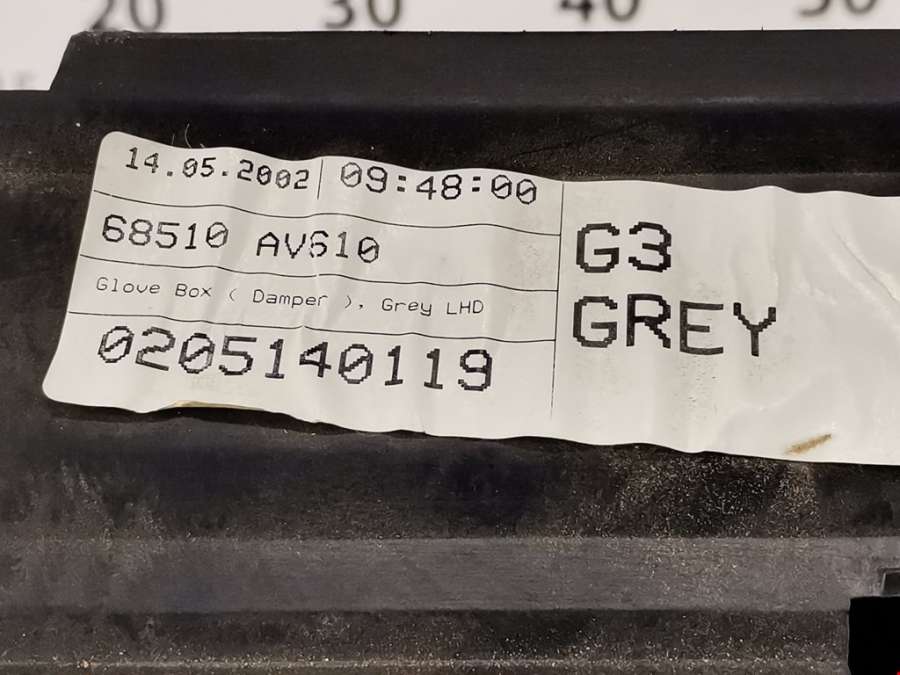 20 30 40 50
14.05.2002 09:48:00
68510 AV610
Glove Box ( Damper ), Grey LHD
0205140119
G3
GREY